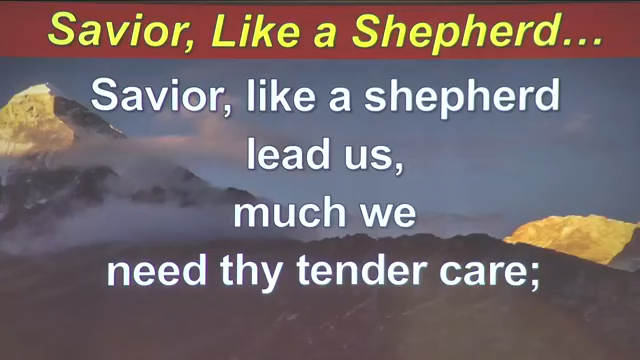 Savior, Like a Shepherd...
Savior, like a shepherd
lead us,
much we
need thy tender care;